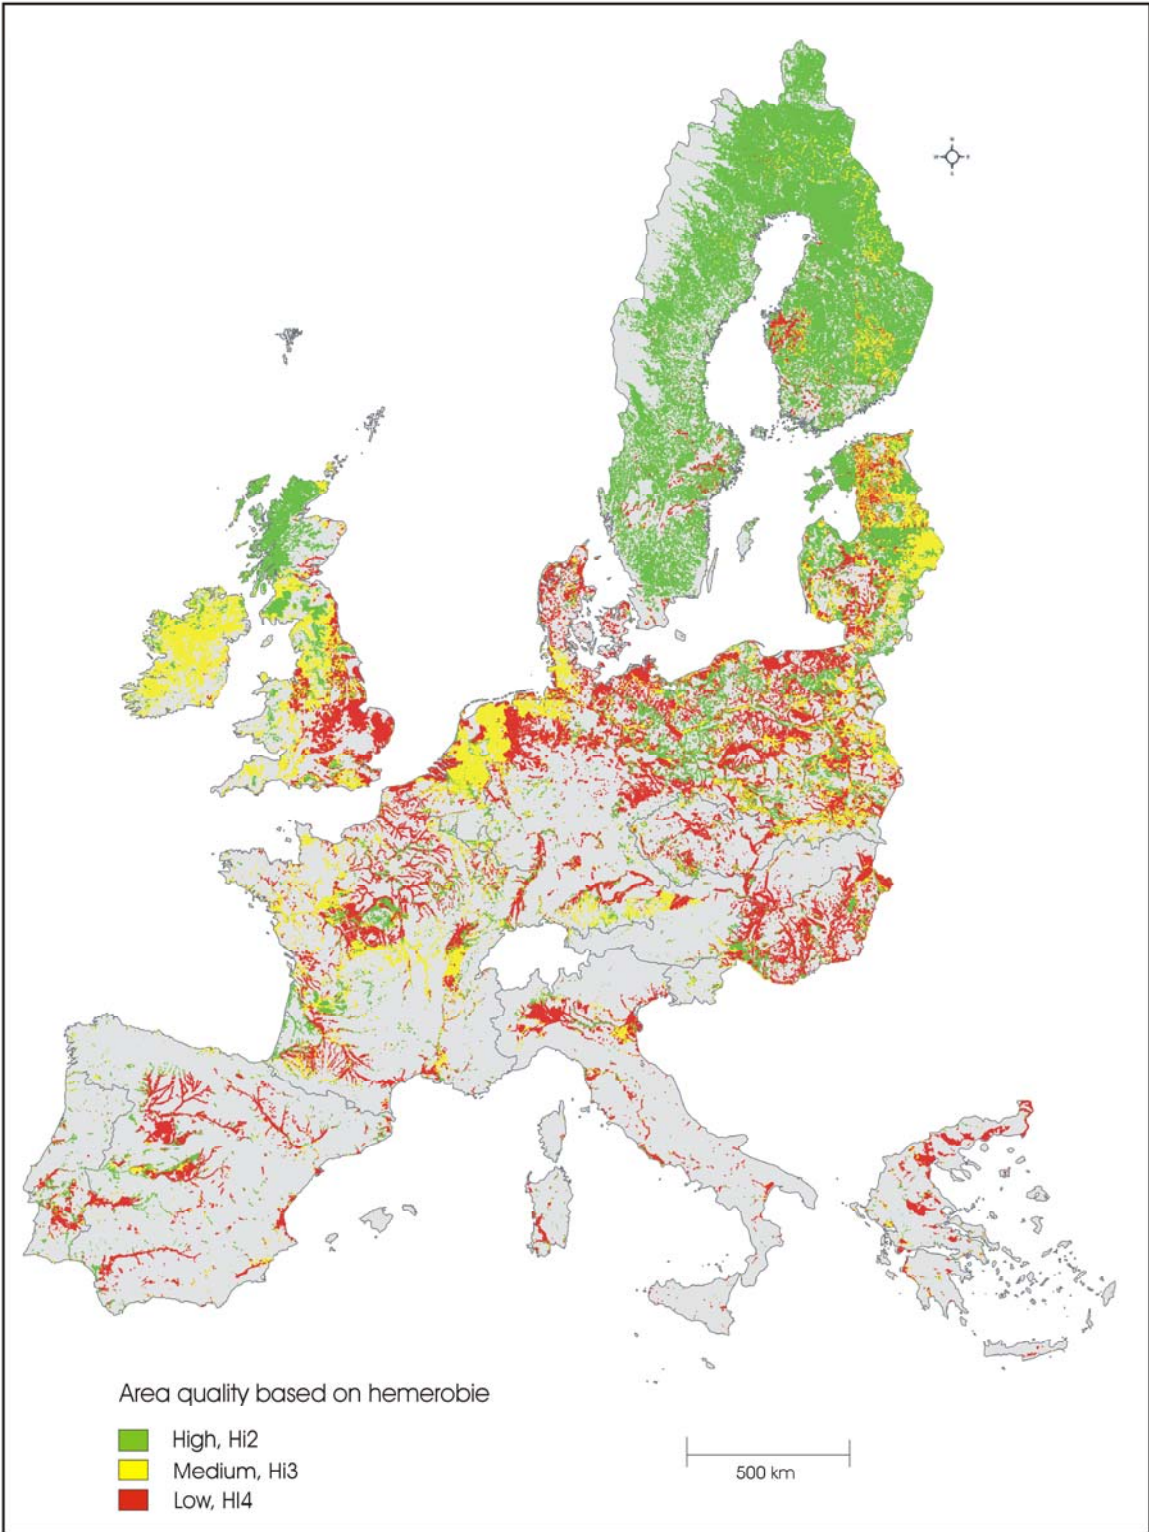 Area quality based on hemerobie
High, Hi2
Medium, Hi3
Low, HI4
500 km